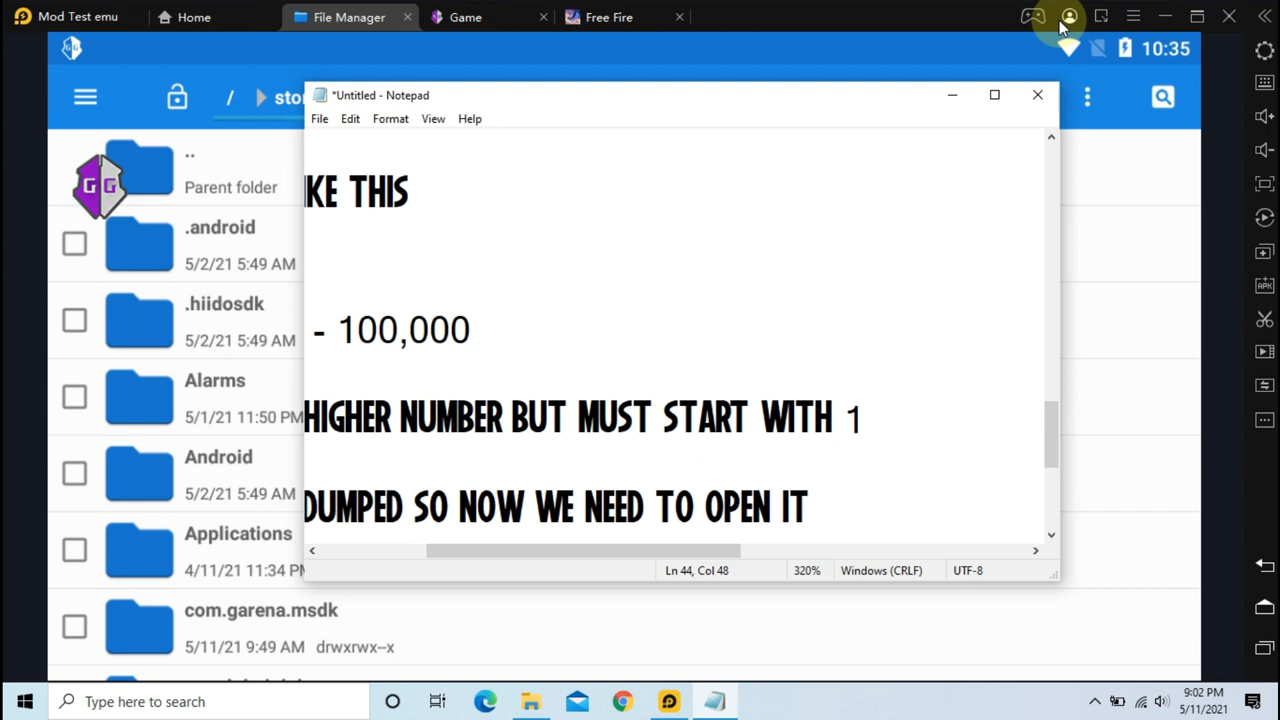 Mod Test emu
Home
File Manager
Game
Free Fire
10:35
/
stor
*Untitled - Notepad
File Edit Format View Help
IKE THIS
- 100,000
HIGHER NUMBER BUT MUST START WITH 1
DUMPED SO NOW WE NEED TO OPEN IT
Ln 44, Col 48
320%
Windows (CRLF)
UTF-8
..
Parent folder
GG
.android
5/2/21 5:49 AM
.hiidosdk
5/2/21 5:49 AM
Alarms
5/1/21 11:50 PM
Android
5/2/21 5:49 AM
Applications
4/11/21 11:34 PM
com.garena.msdk
5/11/21 9:49 AM drwxrwx--x
APK
Type here to search
9:02 PM
5/11/2021